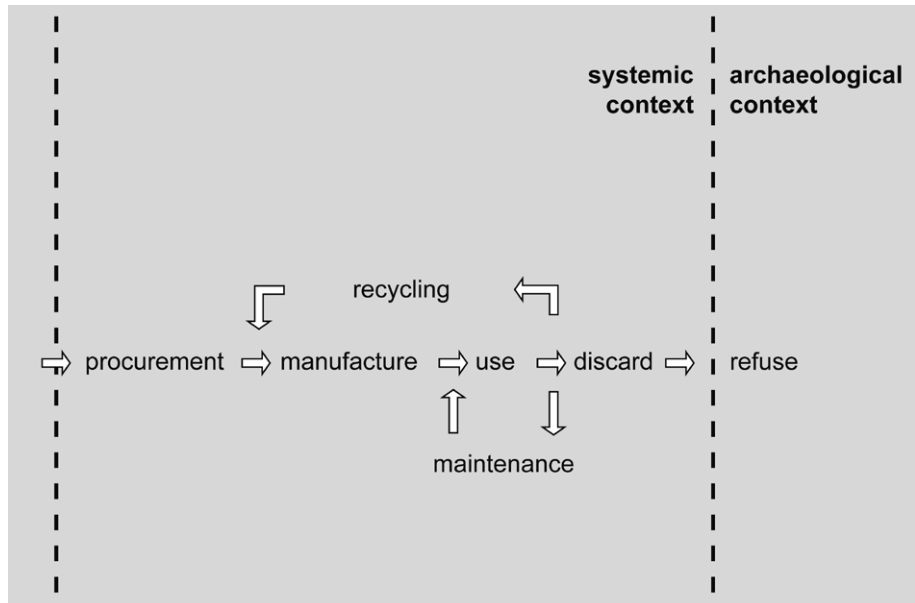 systemic
context
archaeological
context
recycling
procurement manufacture use discard refuse
maintenance